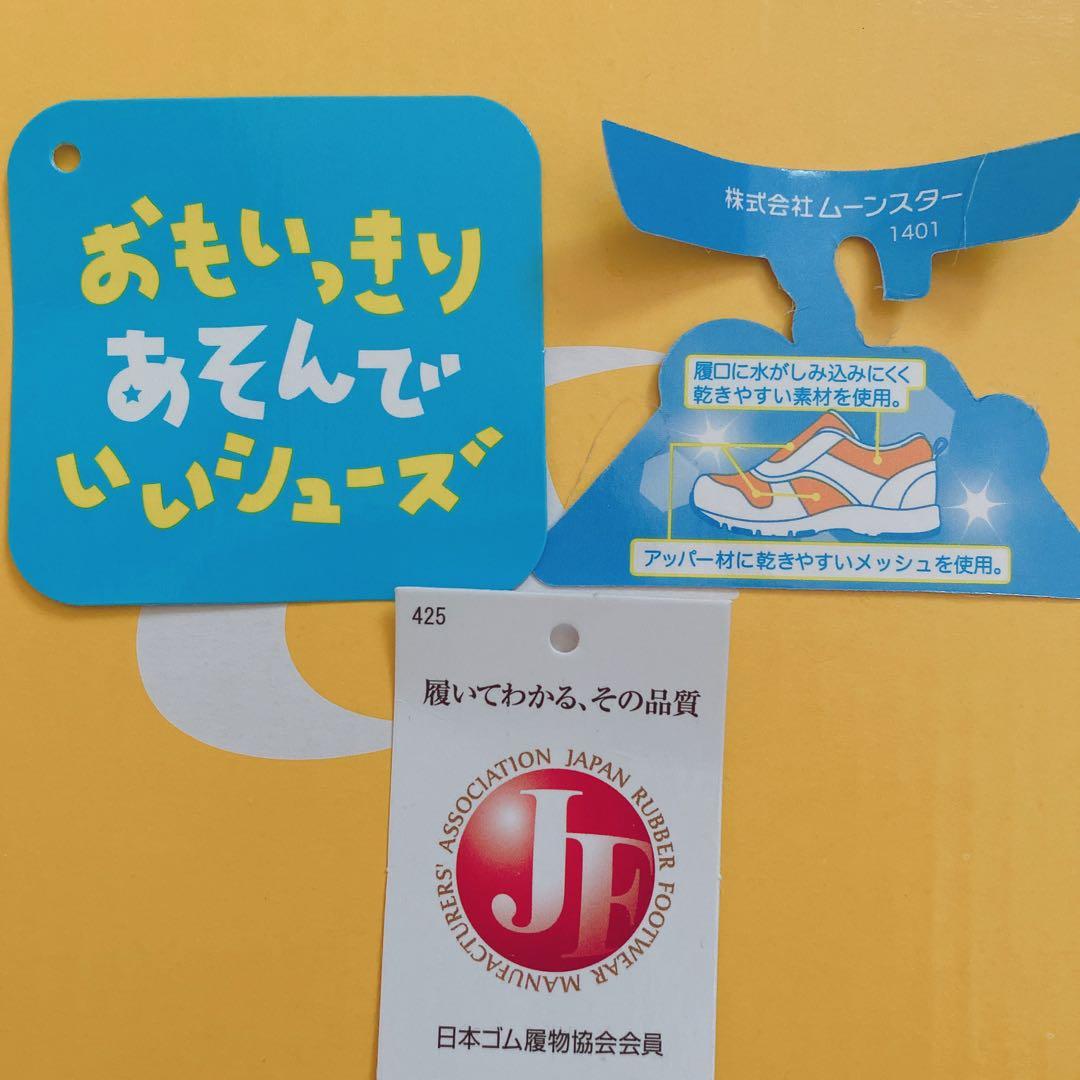 おもいっきり
あそんで
いいシューズ
株式会社 ムーンスター
1401
履口に水がしみ込みにくく
乾きやすい素材を使用。
アッパー材に乾きやすいメッシュを使用。
425
履いてわかる、その品質
JAPAN RUBBER FOOTWEAR MANUFACTURERS' ASSOCIATION
JF
日本ゴム履物協会会員